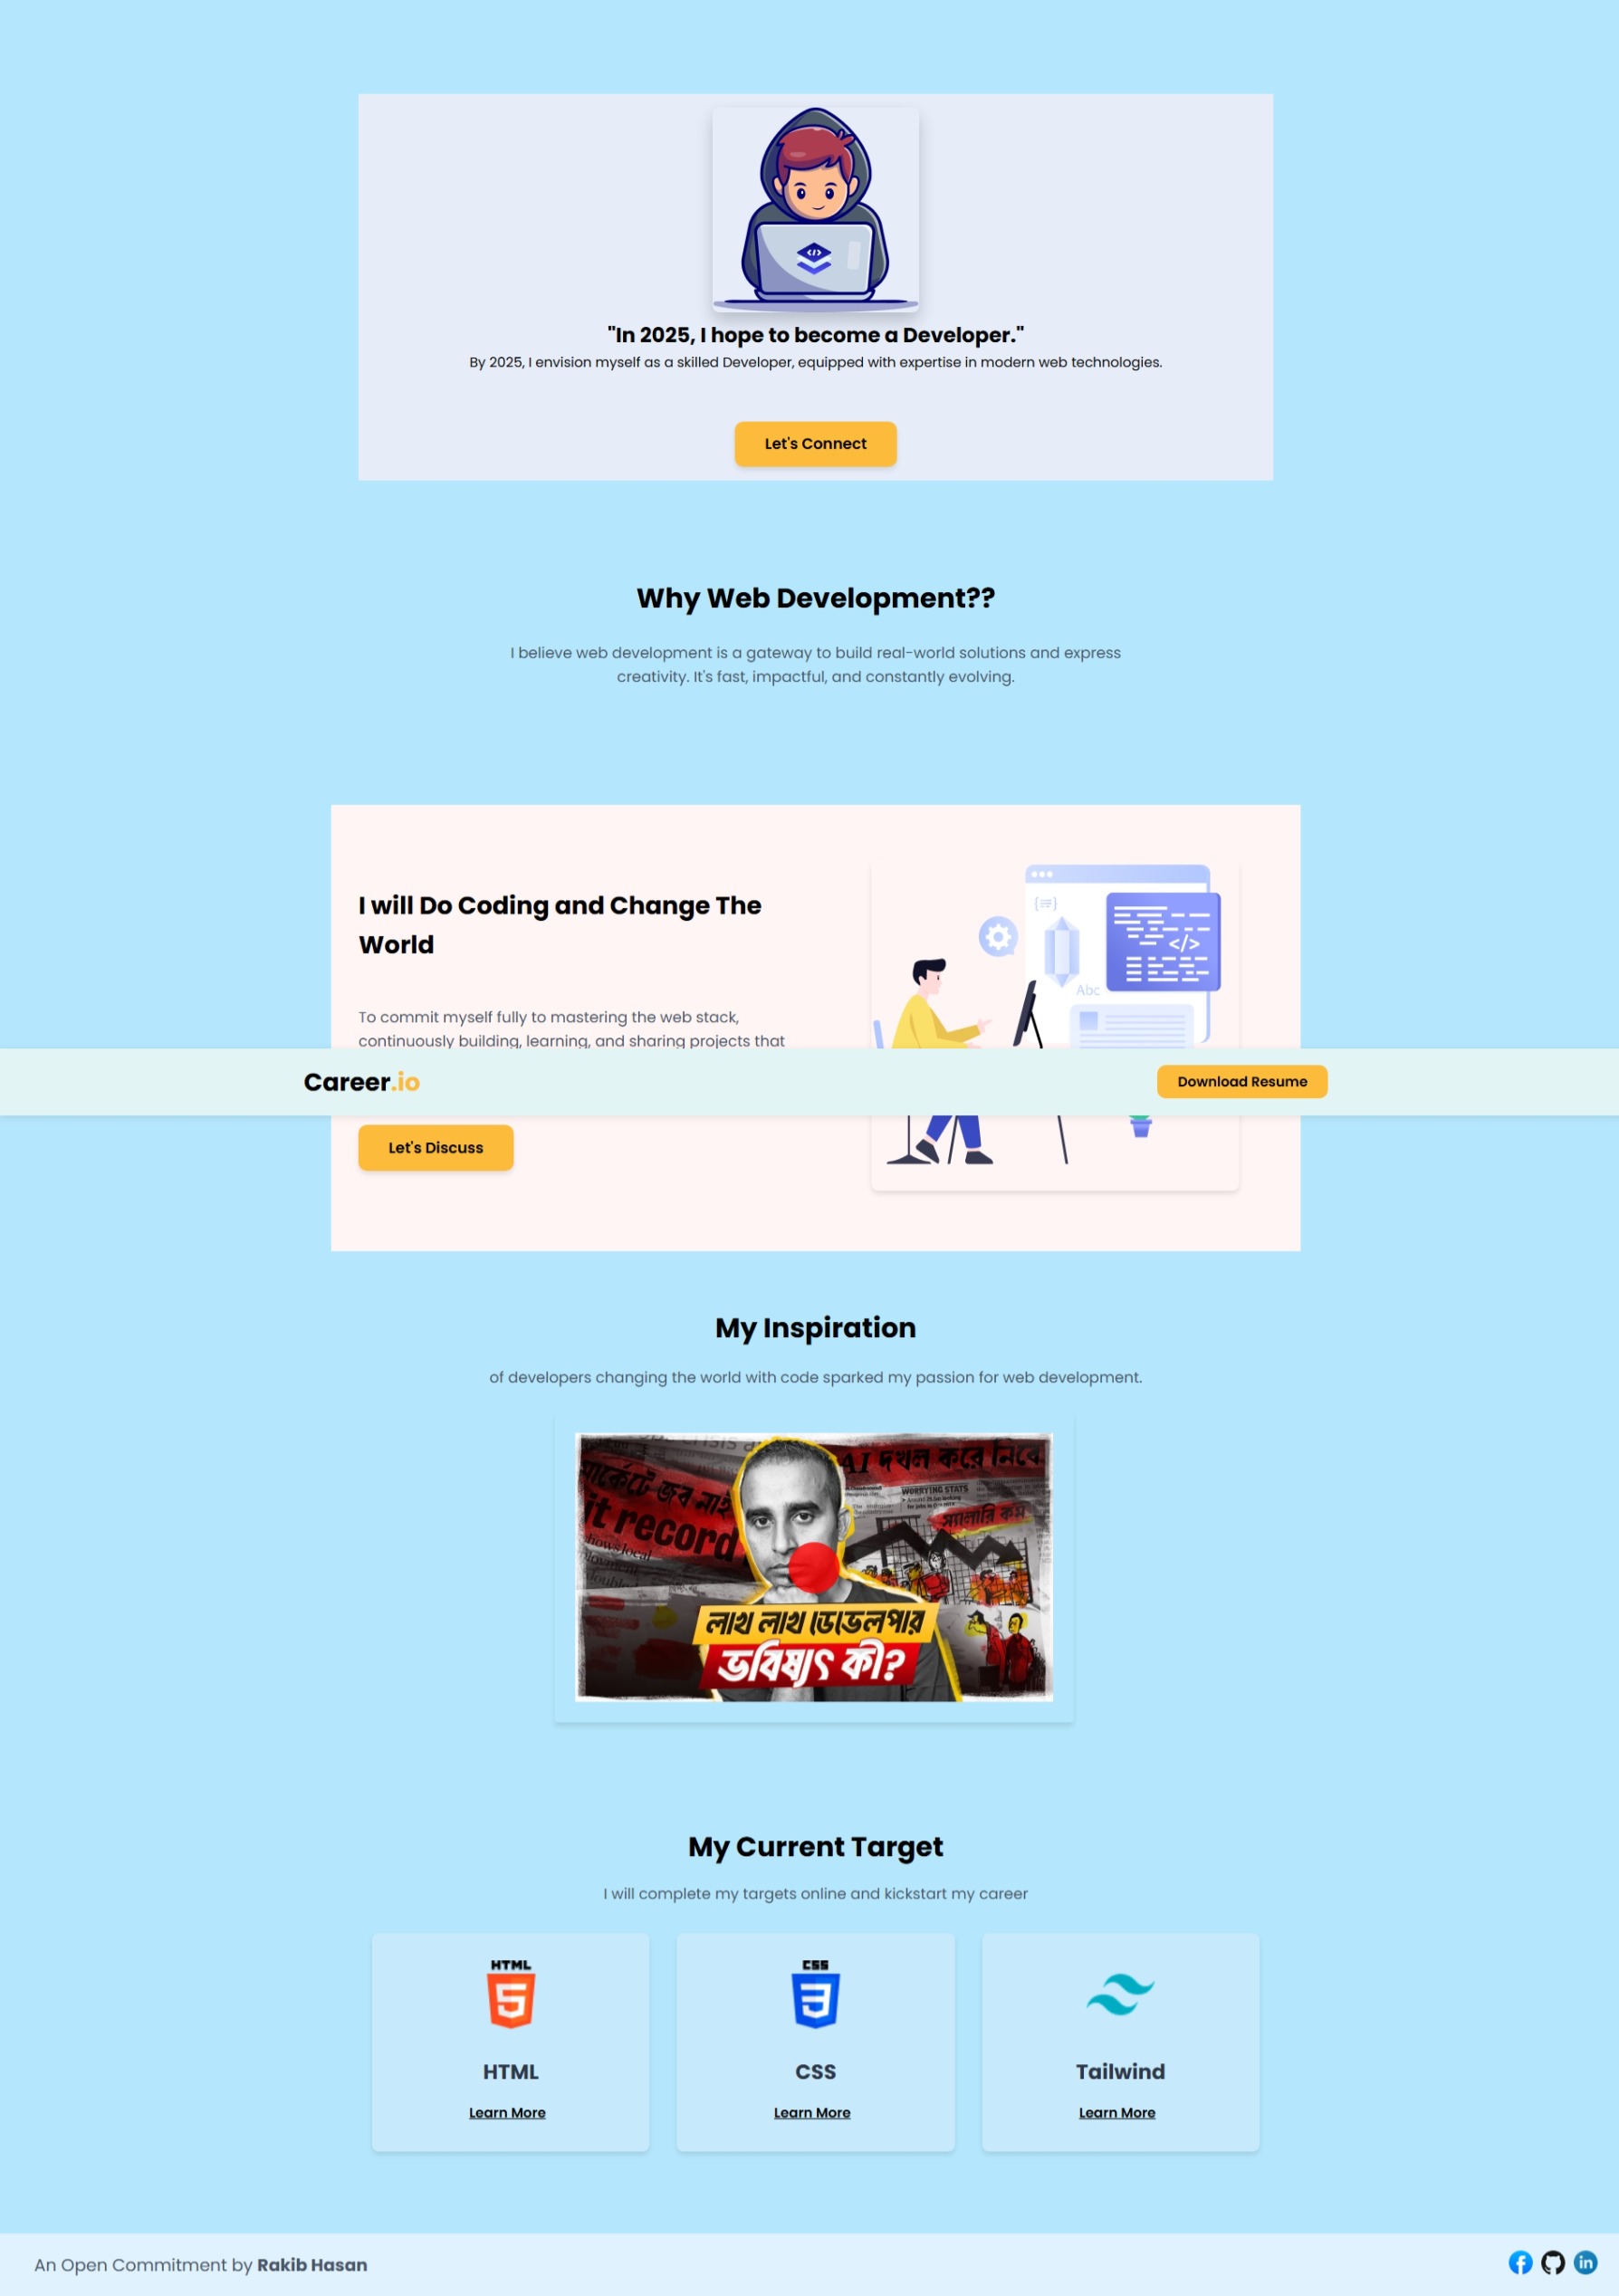 "In 2025, I hope to become a Developer."
By 2025, I envision myself as a skilled Developer, equipped with expertise in modern web technologies.
Let's Connect
Why Web Development??
I believe web development is a gateway to build real-world solutions and express
creativity. It's fast, impactful, and constantly evolving.
I will Do Coding and Change The
World
To commit myself fully to mastering the web stack,
continuously building, learning, and sharing projects that
{≡}
</>
Abc
Career.io
Download Resume
Let's Discuss
My Inspiration
of developers changing the world with code sparked my passion for web development.
মার্কেটে জব নাই
it record
AI দখল করে নিবে
WORRYING STATS
স্যালারি কম
লাখ লাখ ডেভেলপার
ভবিষ্যৎ কী?
My Current Target
I will complete my targets online and kickstart my career
HTML
HTML
Learn More
CSS
CSS
Learn More
Tailwind
Learn More
An Open Commitment by Rakib Hasan